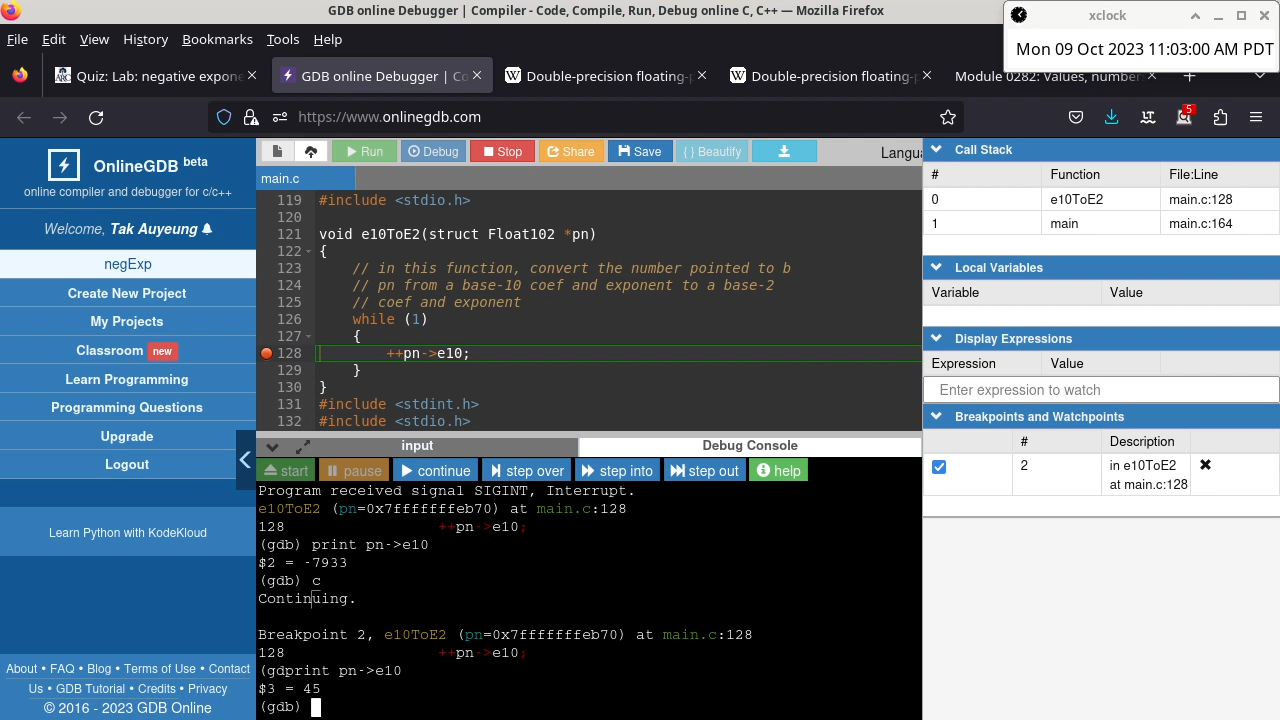 GDB online Debugger | Compiler - Code, Compile, Run, Debug online C, C++ — Mozilla Firefox
xclock
Mon 09 Oct 2023 11:03:00 AM PDT
File Edit View History Bookmarks Tools Help
Quiz: Lab: negative expone
GDB online Debugger | Co
Double-precision floating-
Double-precision floating-
Module 0282: Values, number
https://www.onlinegdb.com
5
OnlineGDB beta
online compiler and debugger for c/c++
Welcome, Tak Auyeung
negExp
Create New Project
My Projects
Classroom new
Learn Programming
Programming Questions
Upgrade
Logout
Learn Python with KodeKloud
About • FAQ • Blog • Terms of Use • Contact
Us • GDB Tutorial • Credits • Privacy
© 2016 - 2023 GDB Online
Run Debug Stop Share Save { } Beautify
Langu
main.c
119 #include <stdio.h>
120
121 void e10ToE2(struct Float102 *pn)
122 {
123 // in this function, convert the number pointed to b
124 // pn from a base-10 coef and exponent to a base-2
125 // coef and exponent
126 while (1)
127 {
128 ++pn->e10;
129 }
130 }
131 #include <stdint.h>
132 #include <stdio.h>
input
Debug Console
start pause continue step over step into step out help
Program received signal SIGINT, Interrupt.
e10ToE2 (pn=0x7fffffffeb70) at main.c:128
128 ++pn->e10;
(gdb) print pn->e10
$2 = -7933
(gdb) c
Continuing.
Breakpoint 2, e10ToE2 (pn=0x7fffffffeb70) at main.c:128
128 ++pn->e10;
(gdprint pn->e10
$3 = 45
(gdb)
Call Stack
# Function File:Line
0 e10ToE2 main.c:128
1 main main.c:164
Local Variables
Variable Value
Display Expressions
Expression Value
Enter expression to watch
Breakpoints and Watchpoints
# Description
2 in e10ToE2
at main.c:128